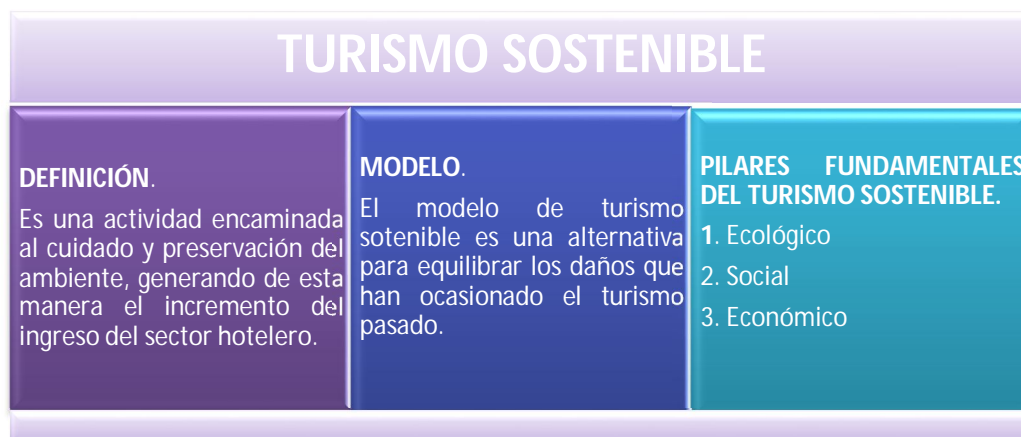 TURISMO SOSTENIBLE
DEFINICIÓN.
Es una actividad encaminada
al cuidado y preservación del
ambiente, generando de esta
manera el incremento del
ingreso del sector hotelero.
MODELO.
El modelo de turismo
sotenible es una alternativa
para equilibrar los daños que
han ocasionado el turismo
pasado.
PILARES FUNDAMENTALES
DEL TURISMO SOSTENIBLE.
1. Ecológico
2. Social
3. Económico